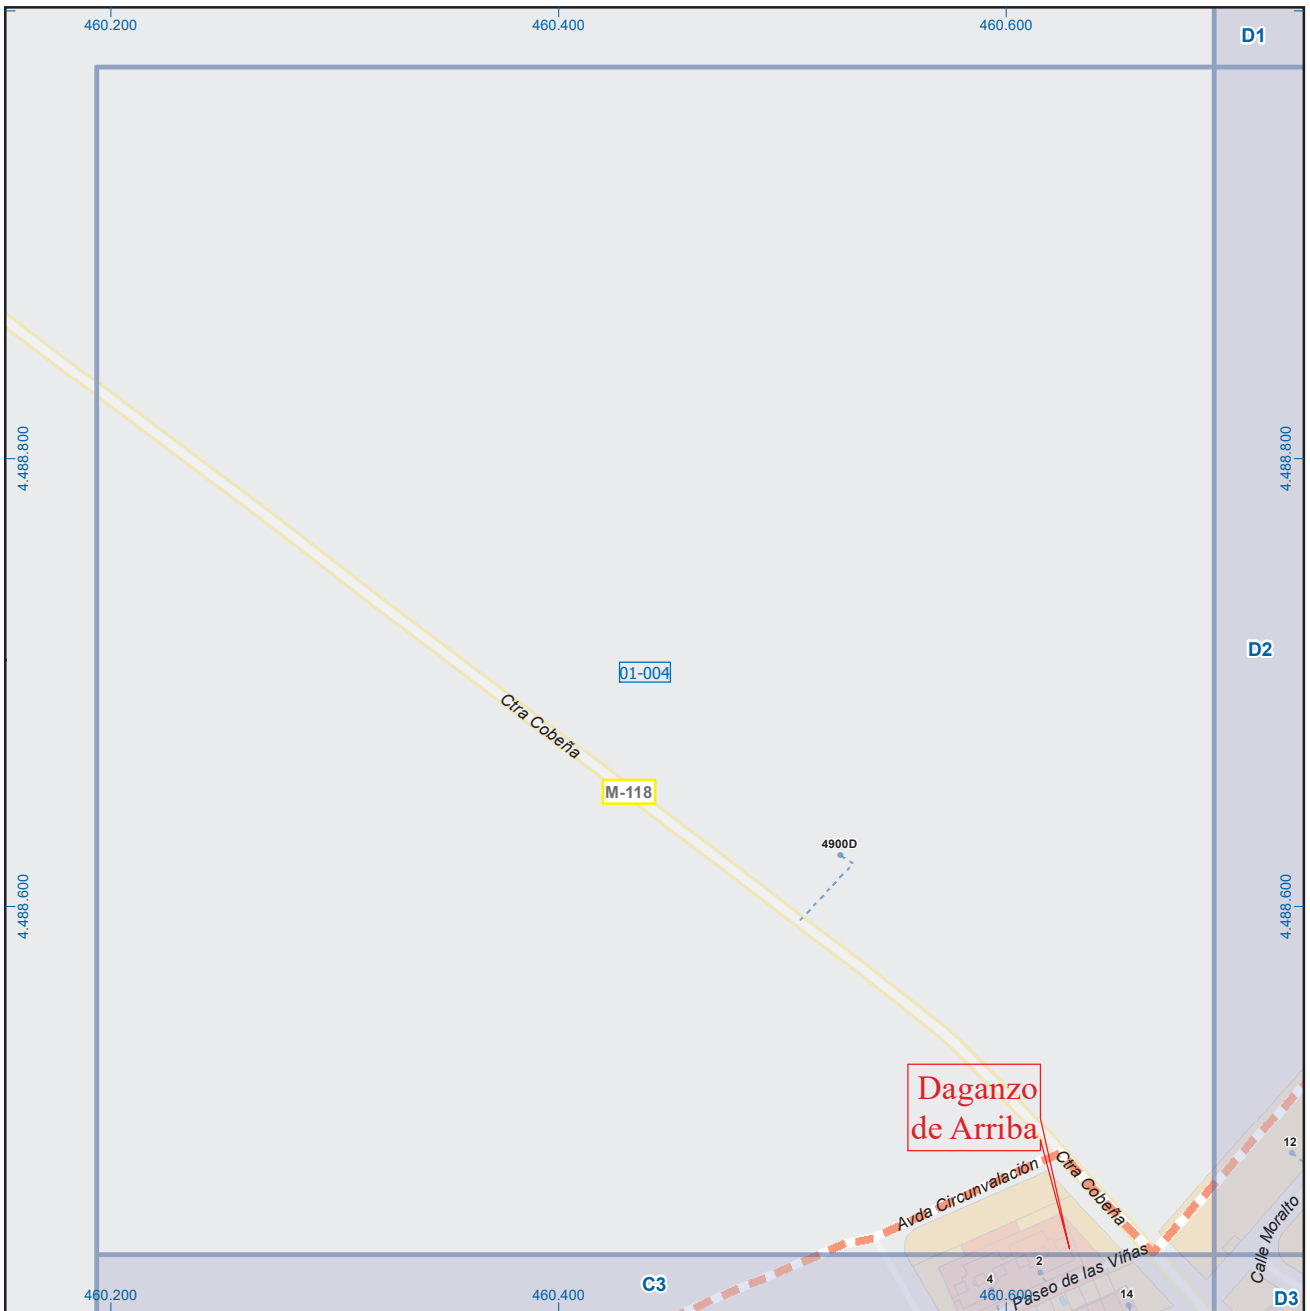 460.200
460.400
460.600
D1
4.488.800
4.488.800
D2
01-004
Ctra Cobeña
M-118
4900D
4.488.600
4.488.600
Daganzo
de Arriba
12
Avda Circunvalación
Ctra Cobeña
Calle Moralto
2
Paseo de las Viñas
4
C3
14
460.200
460.400
460.600
D3